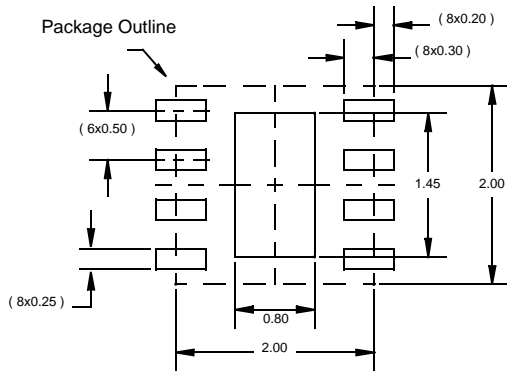 ( 8x0.20 )
Package Outline
( 8x0.30 )
( 6x0.50 )
1.45
2.00
( 8x0.25 )
0.80
2.00